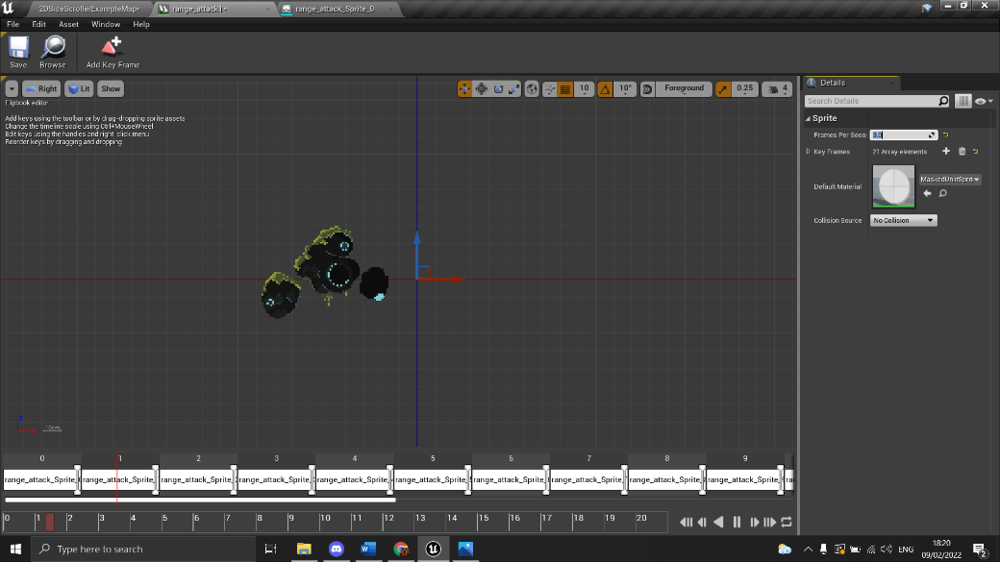 2DSideScrollerExampleMap•
range_attack1•
range_attack_Sprite_0
File Edit Asset Window Help
Save Browse Add Key Frame
Right Lit Show
10 10° Foreground 0.25 4
Flipbook editor
Add keys using the toolbar or by drag-dropping sprite assets
Change the timeline scale using Ctrl+MouseWheel
Edit keys using the handles and right-click menu
Reorder keys by dragging and dropping
Details
Search Details
Sprite
Frames Per Seco 8.0
Key Frames 21 Array elements
Default Material MaskedUnitSprit
Collision Source No Collision
Z
X
10cm
0 1 2 3 4 5 6 7 8 9
range_attack_Sprite_ range_attack_Sprite_ range_attack_Sprite_ range_attack_Sprite_ range_attack_Sprite_ range_attack_Sprite_ range_attack_Sprite_ range_attack_Sprite_ range_attack_Sprite_ range_attack_Sprite_ ra
0 1 2 3 4 5 6 7 8 9 10 11 12 13 14 15 16 17 18 19 20
Type here to search
ENG
18:20
09/02/2022
2